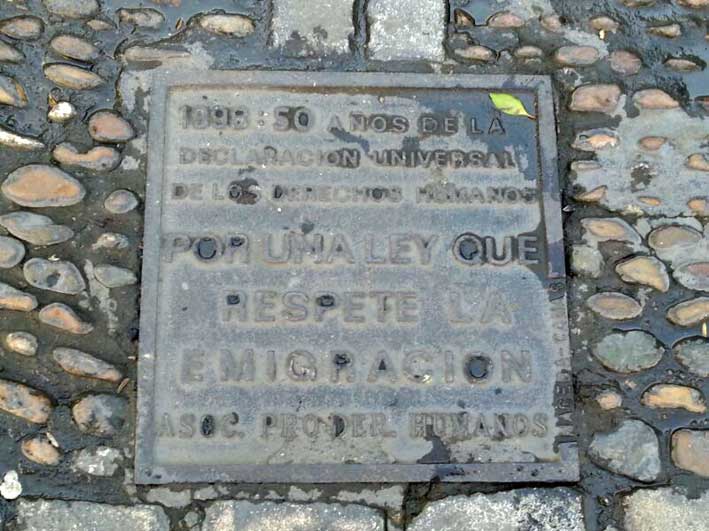 1998: 50 AÑOS DE LA
DECLARACION UNIVERSAL
DE LOS DERECHOS HUMANOS
POR UNA LEY QUE
RESPETE LA
EMIGRACION
ASOC. PRO-DER. HUMANOS